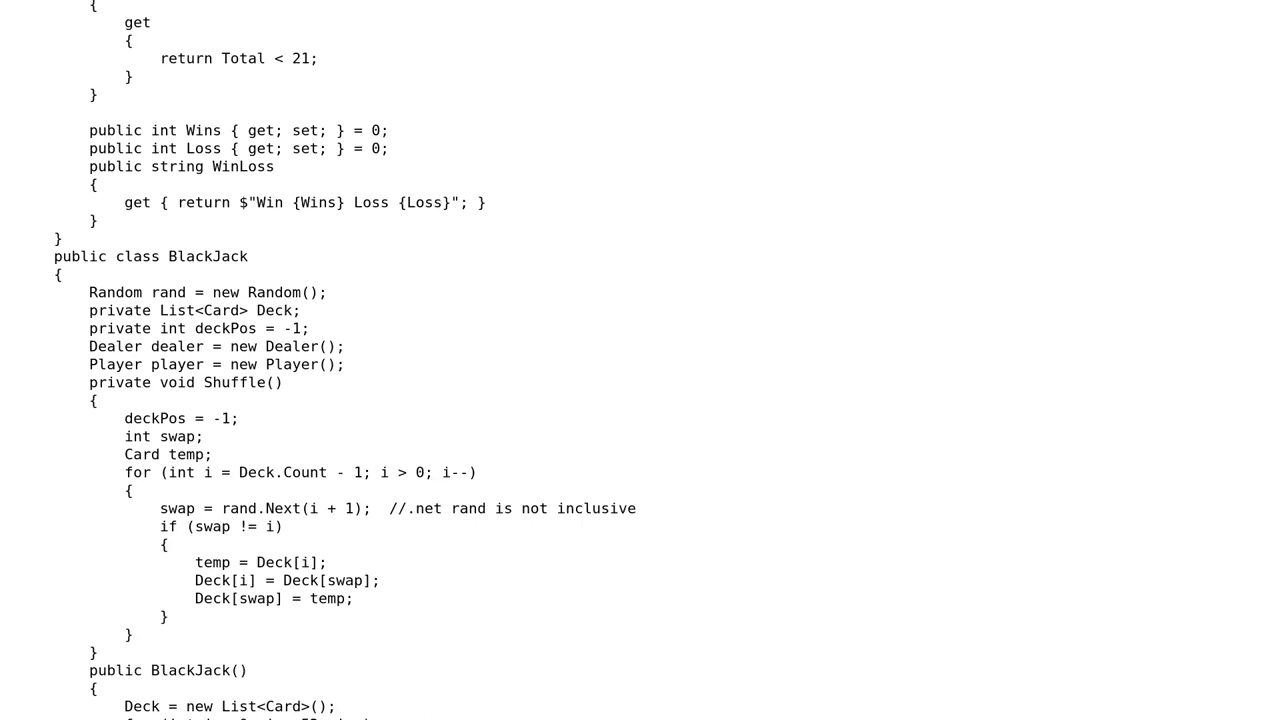 {
get
{
return Total < 21;
}
}
public int Wins { get; set; } = 0;
public int Loss { get; set; } = 0;
public string WinLoss
{
get { return $"Win {Wins} Loss {Loss}"; }
}
}
public class BlackJack
{
Random rand = new Random();
private List<Card> Deck;
private int deckPos = -1;
Dealer dealer = new Dealer();
Player player = new Player();
private void Shuffle()
{
deckPos = -1;
int swap;
Card temp;
for (int i = Deck.Count - 1; i > 0; i--)
{
swap = rand.Next(i + 1);  //.net rand is not inclusive
if (swap != i)
{
temp = Deck[i];
Deck[i] = Deck[swap];
Deck[swap] = temp;
}
}
}
public BlackJack()
{
Deck = new List<Card>();